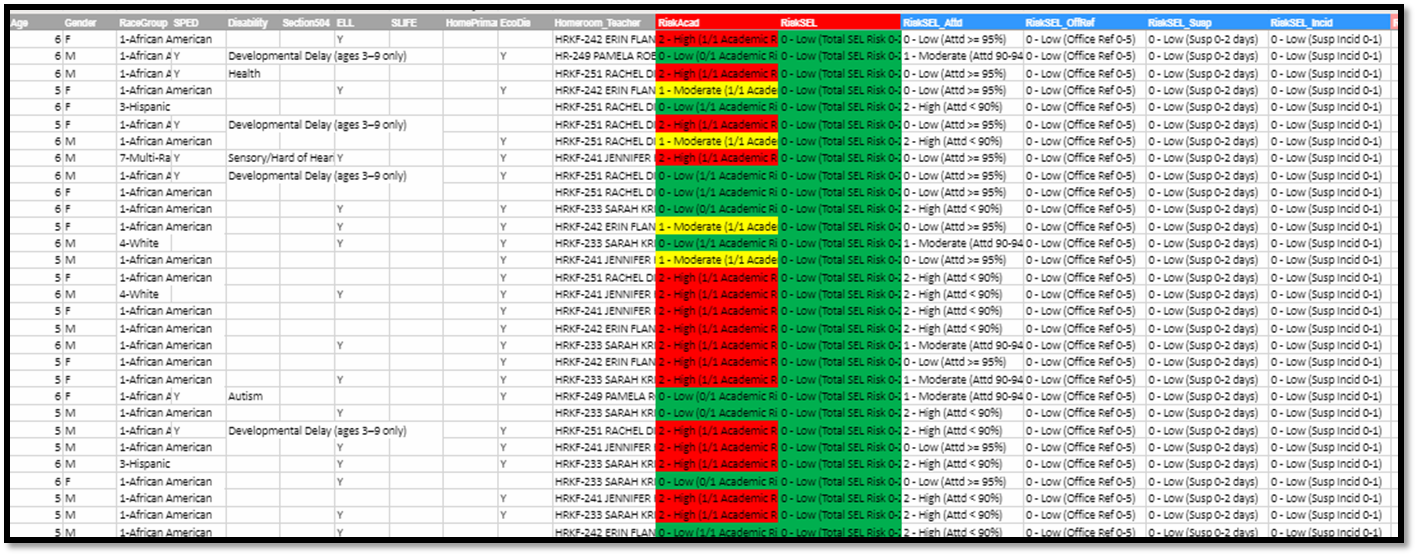 Age Gender RaceGroup SPED Disability Section504 ELL SLIFE HomePrima EcoDis Homeroom_Teacher RiskAcad RiskSEL RiskSEL_Attd RiskSEL_OffRef RiskSEL_Susp RiskSEL_Incid
6 F 1-African American Y HRKF-242 ERIN FLAN 2 - High (1/1 Academic R 0 - Low (Total SEL Risk 0-2 0 - Low (Attd >= 95%) 0 - Low (Office Ref 0-5) 0 - Low (Susp 0-2 days) 0 - Low (Susp Incid 0-1)
6 M 1-African A Y Developmental Delay (ages 3–9 only) Y HR-249 PAMELA ROE 0 - Low (0/1 Academic Ri 0 - Low (Total SEL Risk 0-2 1 - Moderate (Attd 90-94 0 - Low (Office Ref 0-5) 0 - Low (Susp 0-2 days) 0 - Low (Susp Incid 0-1)
6 M 1-African American Health HRKF-251 RACHEL DI 2 - High (1/1 Academic R 0 - Low (Total SEL Risk 0-2 0 - Low (Attd >= 95%) 0 - Low (Office Ref 0-5) 0 - Low (Susp 0-2 days) 0 - Low (Susp Incid 0-1)
5 F 1-African American Y Y HRKF-242 ERIN FLAN 1 - Moderate (1/1 Acade 0 - Low (Total SEL Risk 0-2 0 - Low (Attd >= 95%) 0 - Low (Office Ref 0-5) 0 - Low (Susp 0-2 days) 0 - Low (Susp Incid 0-1)
6 F 3-Hispanic HRKF-251 RACHEL DI 0 - Low (1/1 Academic Ri 0 - Low (Total SEL Risk 0-2 2 - High (Attd < 90%) 0 - Low (Office Ref 0-5) 0 - Low (Susp 0-2 days) 0 - Low (Susp Incid 0-1)
5 F 1-African A Y Developmental Delay (ages 3–9 only) HRKF-251 RACHEL DI 2 - High (1/1 Academic R 0 - Low (Total SEL Risk 0-2 0 - Low (Attd >= 95%) 0 - Low (Office Ref 0-5) 0 - Low (Susp 0-2 days) 0 - Low (Susp Incid 0-1)
6 M 1-African American Y HRKF-251 RACHEL DI 1 - Moderate (1/1 Acade 0 - Low (Total SEL Risk 0-2 2 - High (Attd < 90%) 0 - Low (Office Ref 0-5) 0 - Low (Susp 0-2 days) 0 - Low (Susp Incid 0-1)
6 M 7-Multi-Ra Y Sensory/Hard of Hear Y Y HRKF-241 JENNIFER 2 - High (1/1 Academic R 0 - Low (Total SEL Risk 0-2 0 - Low (Attd >= 95%) 0 - Low (Office Ref 0-5) 0 - Low (Susp 0-2 days) 0 - Low (Susp Incid 0-1)
6 M 1-African A Y Developmental Delay (ages 3–9 only) Y HRKF-251 RACHEL DI 0 - Low (1/1 Academic Ri 0 - Low (Total SEL Risk 0-2 0 - Low (Attd >= 95%) 0 - Low (Office Ref 0-5) 0 - Low (Susp 0-2 days) 0 - Low (Susp Incid 0-1)
6 F 1-African American HRKF-251 RACHEL DI 0 - Low (1/1 Academic Ri 0 - Low (Total SEL Risk 0-2 0 - Low (Attd >= 95%) 0 - Low (Office Ref 0-5) 0 - Low (Susp 0-2 days) 0 - Low (Susp Incid 0-1)
6 F 1-African American Y Y HRKF-233 SARAH KRI 0 - Low (0/1 Academic Ri 0 - Low (Total SEL Risk 0-2 2 - High (Attd < 90%) 0 - Low (Office Ref 0-5) 0 - Low (Susp 0-2 days) 0 - Low (Susp Incid 0-1)
5 F 1-African American Y Y HRKF-242 ERIN FLAN 1 - Moderate (1/1 Acade 0 - Low (Total SEL Risk 0-2 0 - Low (Attd >= 95%) 0 - Low (Office Ref 0-5) 0 - Low (Susp 0-2 days) 0 - Low (Susp Incid 0-1)
6 M 4-White Y Y HRKF-233 SARAH KRI 0 - Low (1/1 Academic Ri 0 - Low (Total SEL Risk 0-2 1 - Moderate (Attd 90-94 0 - Low (Office Ref 0-5) 0 - Low (Susp 0-2 days) 0 - Low (Susp Incid 0-1)
5 M 1-African American Y HRKF-241 JENNIFER 1 - Moderate (1/1 Acade 0 - Low (Total SEL Risk 0-2 0 - Low (Attd >= 95%) 0 - Low (Office Ref 0-5) 0 - Low (Susp 0-2 days) 0 - Low (Susp Incid 0-1)
5 F 1-African American Y HRKF-251 RACHEL DI 2 - High (1/1 Academic R 0 - Low (Total SEL Risk 0-2 2 - High (Attd < 90%) 0 - Low (Office Ref 0-5) 0 - Low (Susp 0-2 days) 0 - Low (Susp Incid 0-1)
6 M 4-White Y Y HRKF-241 JENNIFER 2 - High (1/1 Academic R 0 - Low (Total SEL Risk 0-2 2 - High (Attd < 90%) 0 - Low (Office Ref 0-5) 0 - Low (Susp 0-2 days) 0 - Low (Susp Incid 0-1)
5 F 1-African American Y HRKF-241 JENNIFER 2 - High (1/1 Academic R 0 - Low (Total SEL Risk 0-2 2 - High (Attd < 90%) 0 - Low (Office Ref 0-5) 0 - Low (Susp 0-2 days) 0 - Low (Susp Incid 0-1)
5 M 1-African American Y HRKF-242 ERIN FLAN 2 - High (1/1 Academic R 0 - Low (Total SEL Risk 0-2 2 - High (Attd < 90%) 0 - Low (Office Ref 0-5) 0 - Low (Susp 0-2 days) 0 - Low (Susp Incid 0-1)
6 M 1-African American Y Y HRKF-233 SARAH KRI 2 - High (1/1 Academic R 0 - Low (Total SEL Risk 0-2 1 - Moderate (Attd 90-94 0 - Low (Office Ref 0-5) 0 - Low (Susp 0-2 days) 0 - Low (Susp Incid 0-1)
5 F 1-African American Y HRKF-242 ERIN FLAN 2 - High (1/1 Academic R 0 - Low (Total SEL Risk 0-2 0 - Low (Attd >= 95%) 0 - Low (Office Ref 0-5) 0 - Low (Susp 0-2 days) 0 - Low (Susp Incid 0-1)
5 F 1-African American Y Y HRKF-233 SARAH KRI 2 - High (1/1 Academic R 0 - Low (Total SEL Risk 0-2 1 - Moderate (Attd 90-94 0 - Low (Office Ref 0-5) 0 - Low (Susp 0-2 days) 0 - Low (Susp Incid 0-1)
6 F 1-African A Y Autism Y HRKF-249 PAMELA R 0 - Low (0/1 Academic Ri 0 - Low (Total SEL Risk 0-2 1 - Moderate (Attd 90-94 0 - Low (Office Ref 0-5) 0 - Low (Susp 0-2 days) 0 - Low (Susp Incid 0-1)
5 M 1-African American Y HRKF-233 SARAH KRI 0 - Low (0/1 Academic Ri 0 - Low (Total SEL Risk 0-2 2 - High (Attd < 90%) 0 - Low (Office Ref 0-5) 0 - Low (Susp 0-2 days) 0 - Low (Susp Incid 0-1)
5 M 1-African A Y Developmental Delay (ages 3–9 only) Y HRKF-251 RACHEL DI 2 - High (1/1 Academic R 0 - Low (Total SEL Risk 0-2 2 - High (Attd < 90%) 0 - Low (Office Ref 0-5) 0 - Low (Susp 0-2 days) 0 - Low (Susp Incid 0-1)
5 M 1-African American Y Y HRKF-241 JENNIFER 2 - High (1/1 Academic R 0 - Low (Total SEL Risk 0-2 0 - Low (Attd >= 95%) 0 - Low (Office Ref 0-5) 0 - Low (Susp 0-2 days) 0 - Low (Susp Incid 0-1)
6 M 3-Hispanic Y Y HRKF-233 SARAH KRI 2 - High (1/1 Academic R 0 - Low (Total SEL Risk 0-2 2 - High (Attd < 90%) 0 - Low (Office Ref 0-5) 0 - Low (Susp 0-2 days) 0 - Low (Susp Incid 0-1)
5 F 1-African American Y HRKF-233 SARAH KRI 0 - Low (0/1 Academic Ri 0 - Low (Total SEL Risk 0-2 0 - Low (Attd >= 95%) 0 - Low (Office Ref 0-5) 0 - Low (Susp 0-2 days) 0 - Low (Susp Incid 0-1)
5 M 1-African American Y HRKF-241 JENNIFER 2 - High (1/1 Academic R 0 - Low (Total SEL Risk 0-2 2 - High (Attd < 90%) 0 - Low (Office Ref 0-5) 0 - Low (Susp 0-2 days) 0 - Low (Susp Incid 0-1)
5 M 1-African American Y Y HRKF-233 SARAH KRI 2 - High (1/1 Academic R 0 - Low (Total SEL Risk 0-2 2 - High (Attd < 90%) 0 - Low (Office Ref 0-5) 0 - Low (Susp 0-2 days) 0 - Low (Susp Incid 0-1)
5 M 1-African American Y HRKF-242 ERIN FLAN 0 - Low (1/1 Academic Ri 0 - Low (Total SEL Risk 0-2 0 - Low (Attd >= 95%) 0 - Low (Office Ref 0-5) 0 - Low (Susp 0-2 days) 0 - Low (Susp Incid 0-1)